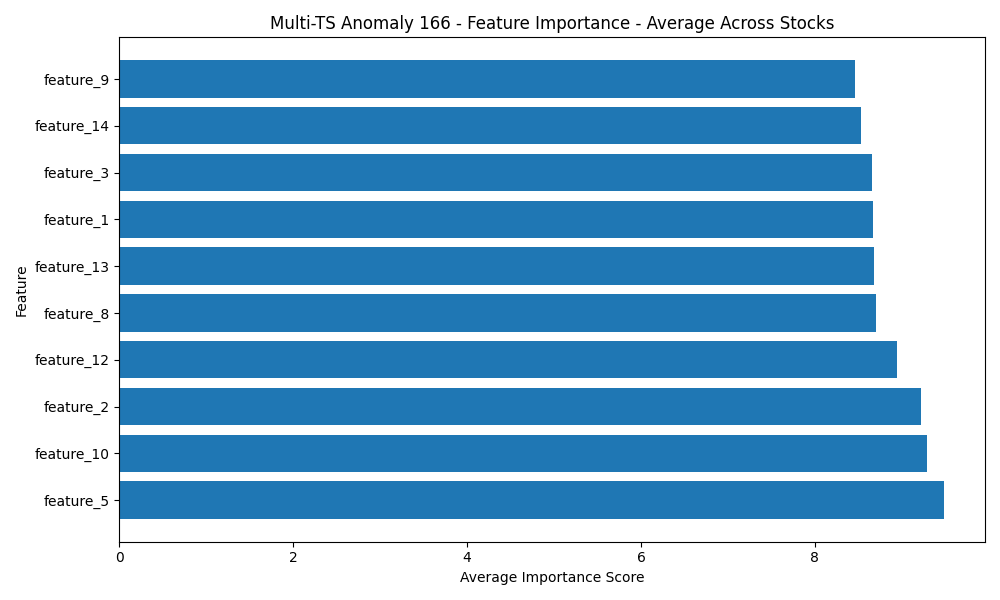 Multi-TS Anomaly 166 - Feature Importance - Average Across Stocks
feature_9
feature_14
feature_3
feature_1
feature_13
feature_8
feature_12
feature_2
feature_10
feature_5
Feature
0 2 4 6 8
Average Importance Score